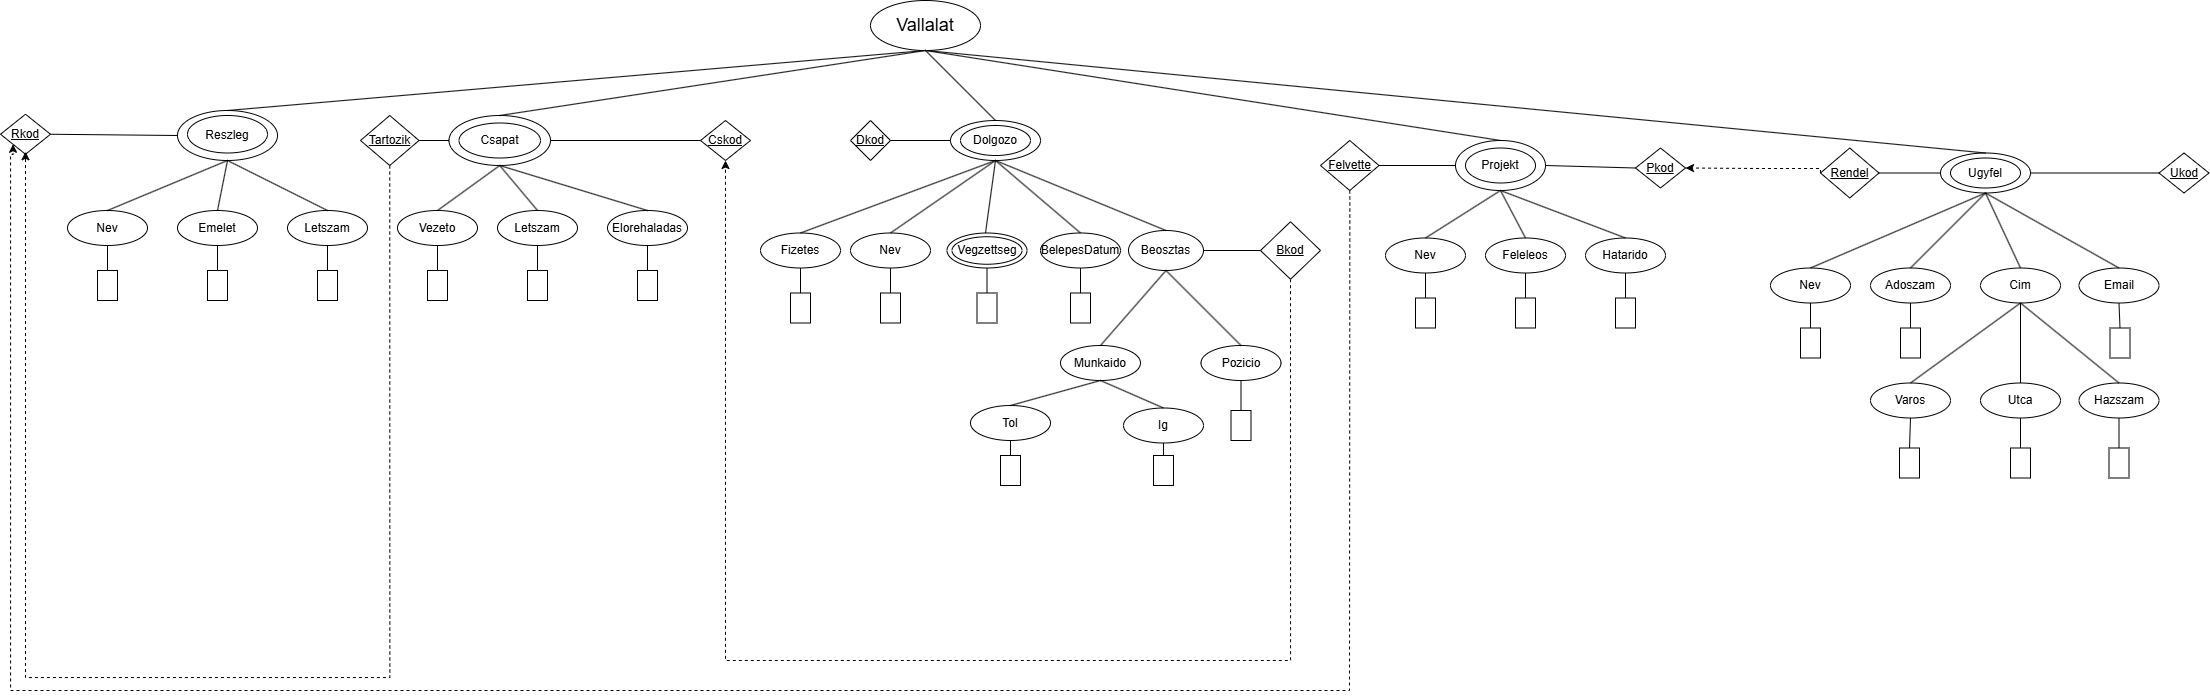 Vallalat
Rkod
Reszleg
Tartozik
Csapat
Cskod
Dkod
Dolgozo
Felvette
Projekt
Pkod
Rendel
Ugyfel
Ukod
Nev
Emelet
Letszam
Vezeto
Letszam
Elorehaladas
Fizetes
Nev
Vegzettseg
BelepesDatum
Beosztas
Bkod
Nev
Feleleos
Hatarido
Nev
Adoszam
Cim
Email
Munkaido
Pozicio
Varos
Utca
Hazszam
Tol
Ig